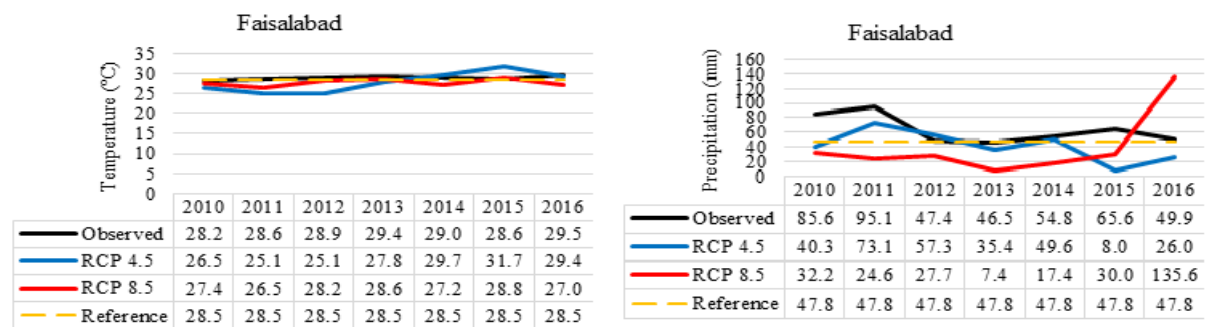 Faisalabad
Temperature (°C)
35
30
25
20
15
10
5
0
2010 2011 2012 2013 2014 2015 2016
Observed 28.2 28.6 28.9 29.4 29.0 28.6 29.5
RCP 4.5 26.5 25.1 25.1 27.8 29.7 31.7 29.4
RCP 8.5 27.4 26.5 28.2 28.6 27.2 28.8 27.0
Reference 28.5 28.5 28.5 28.5 28.5 28.5 28.5
Faisalabad
Precipitation (mm)
160
140
120
100
80
60
40
20
0
2010 2011 2012 2013 2014 2015 2016
Observed 85.6 95.1 47.4 46.5 54.8 65.6 49.9
RCP 4.5 40.3 73.1 57.3 35.4 49.6 8.0 26.0
RCP 8.5 32.2 24.6 27.7 7.4 17.4 30.0 135.6
Reference 47.8 47.8 47.8 47.8 47.8 47.8 47.8